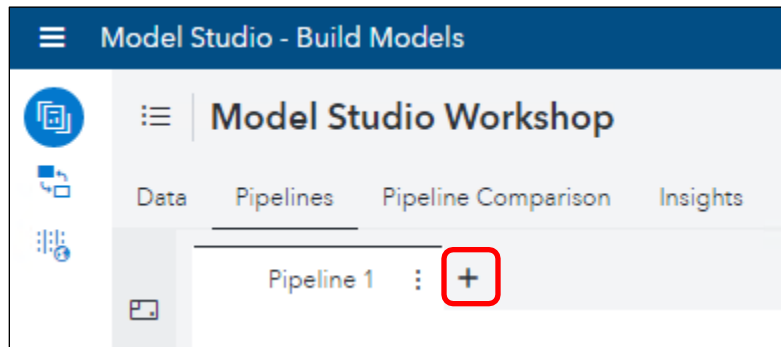 Model Studio - Build Models
Model Studio Workshop
Data Pipelines Pipeline Comparison Insights
Pipeline 1